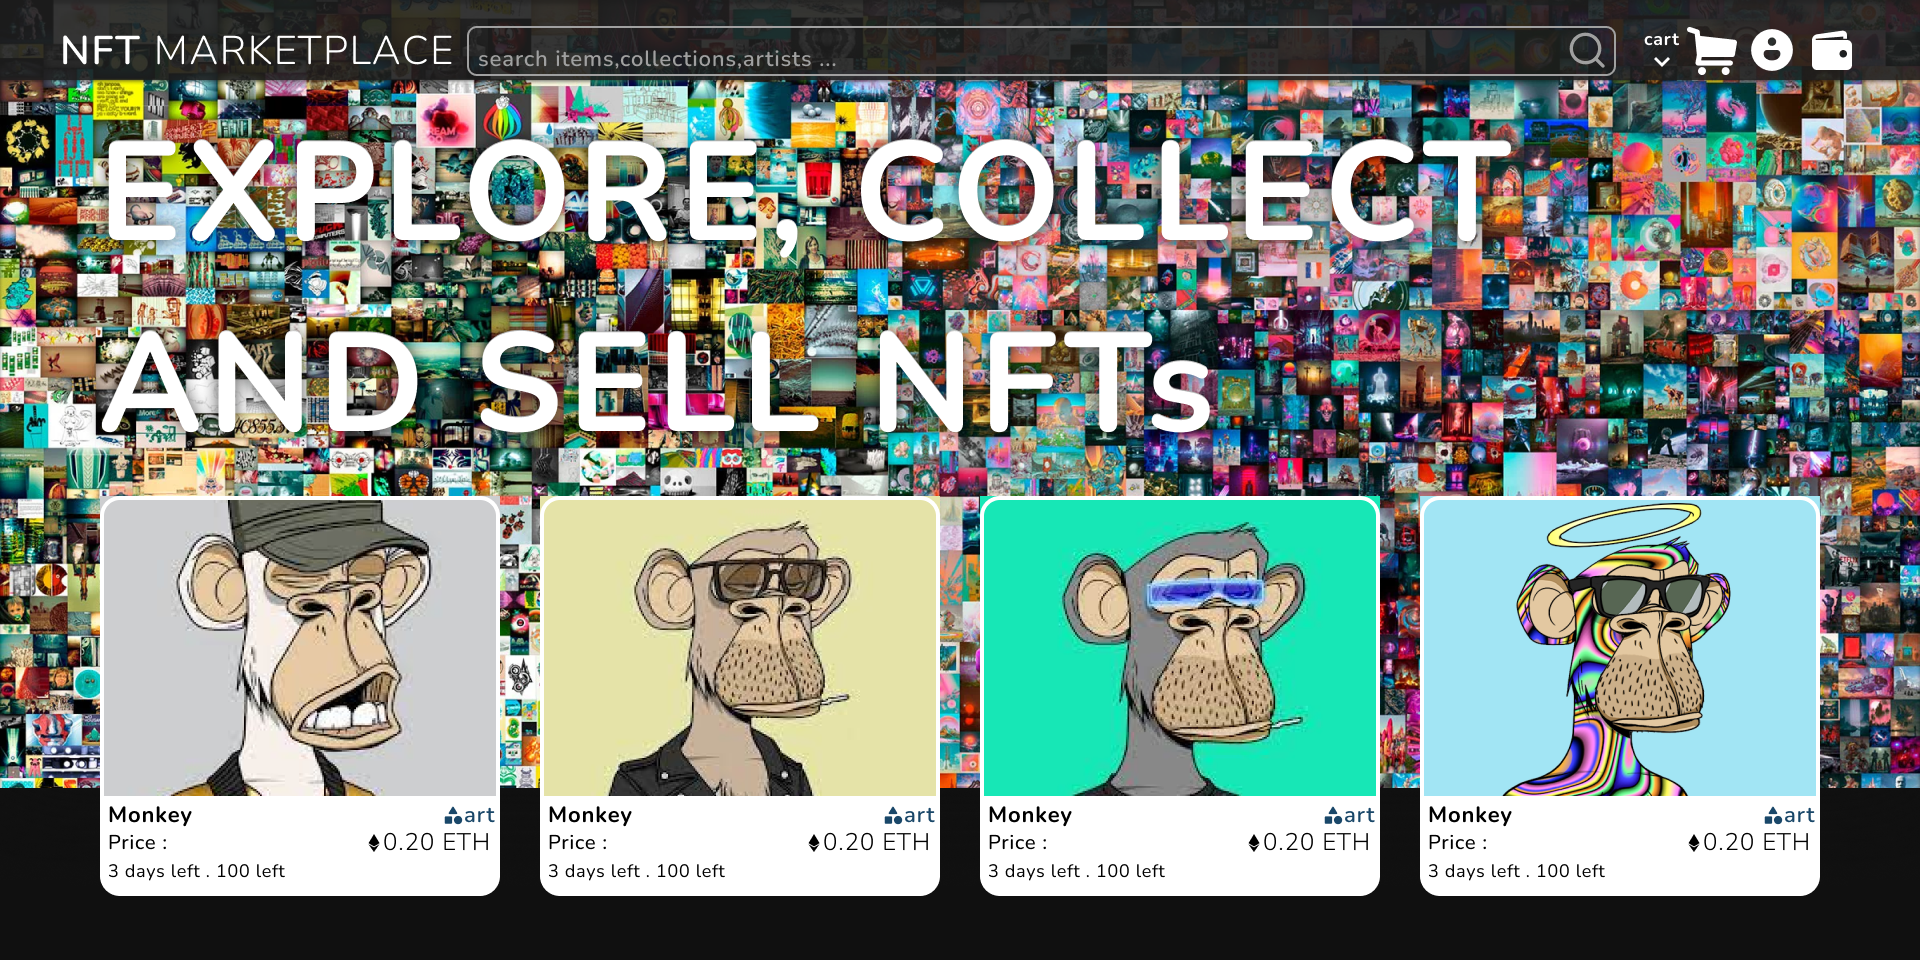 NFT MARKETPLACE
search items,collections,artists ...
cart
EXPLORE, COLLECT
AND SELL NFTs
Monkey
art
Price :
0.20 ETH
3 days left . 100 left
Monkey
art
Price :
0.20 ETH
3 days left . 100 left
Monkey
art
Price :
0.20 ETH
3 days left . 100 left
Monkey
art
Price :
0.20 ETH
3 days left . 100 left